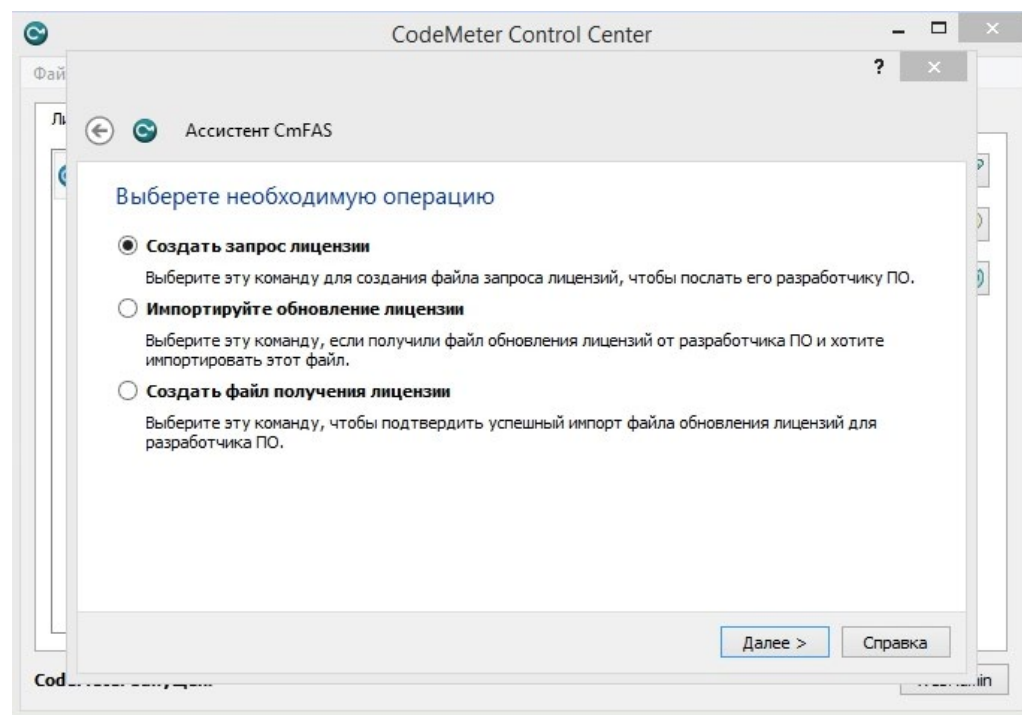 CodeMeter Control Center
Фай
?
Ли
Ассистент CmFAS
Выберете необходимую операцию
Создать запрос лицензии
Выберите эту команду для создания файла запроса лицензий, чтобы послать его разработчику ПО.
Импортируйте обновление лицензии
Выберите эту команду, если получили файл обновления лицензий от разработчика ПО и хотите
импортировать этот файл.
Создать файл получения лицензии
Выберите эту команду, чтобы подтвердить успешный импорт файла обновления лицензий для
разработчика ПО.
Далее >
Справка